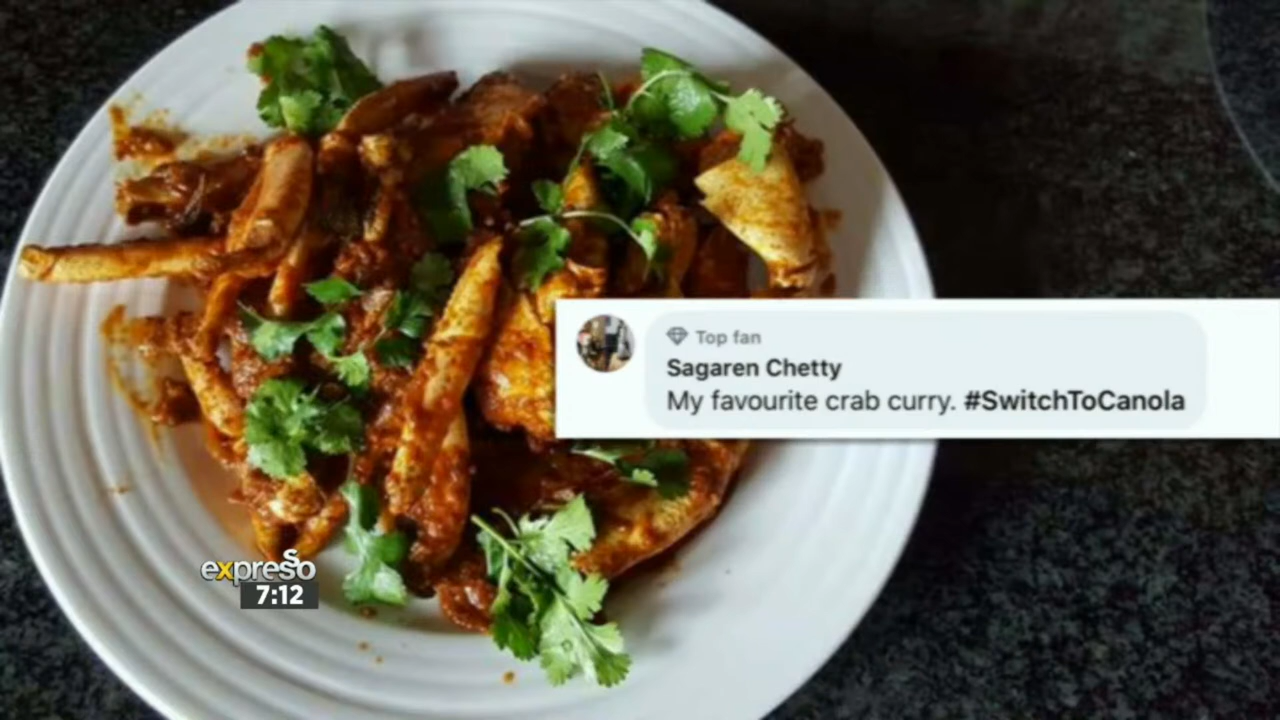 Top fan
Sagaren Chetty
My favourite crab curry. #SwitchToCanola
expresso
7:12